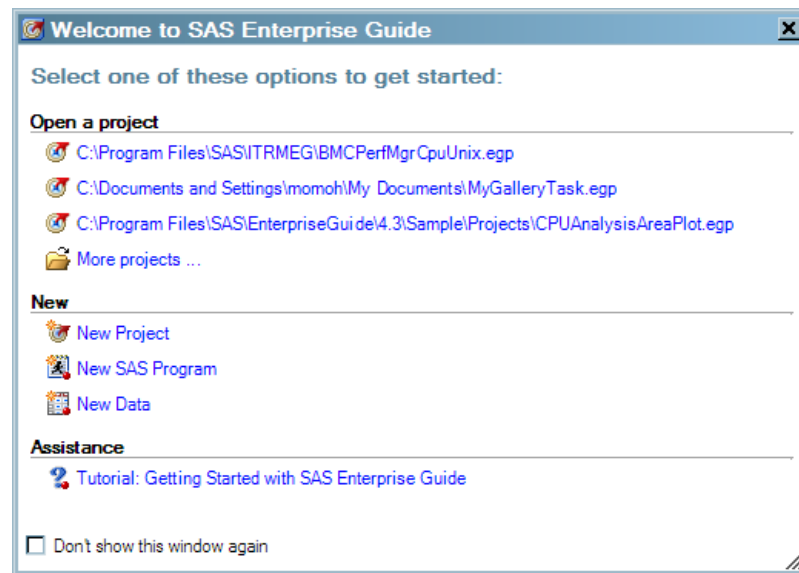 Welcome to SAS Enterprise Guide
Select one of these options to get started:
Open a project
C:\Program Files\SAS\ITRMEG\BMCPerfMgrCpuUnix.egp
C:\Documents and Settings\momoh\My Documents\MyGalleryTask.egp
C:\Program Files\SAS\EnterpriseGuide\4.3\Sample\Projects\CPUAnalysisAreaPlot.egp
More projects ...
New
New Project
New SAS Program
New Data
Assistance
Tutorial: Getting Started with SAS Enterprise Guide
Don't show this window again